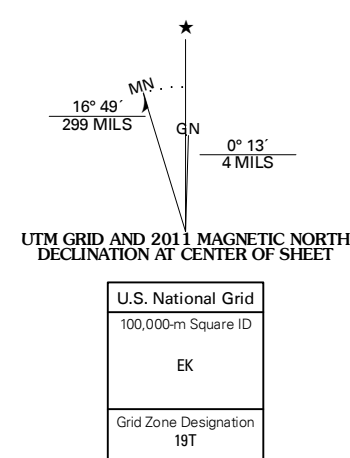 ★
MN
GN
16° 49´
299 MILS
0° 13´
4 MILS
UTM GRID AND 2011 MAGNETIC NORTH
DECLINATION AT CENTER OF SHEET
U.S. National Grid
100,000-m Square ID
EK
Grid Zone Designation
19T